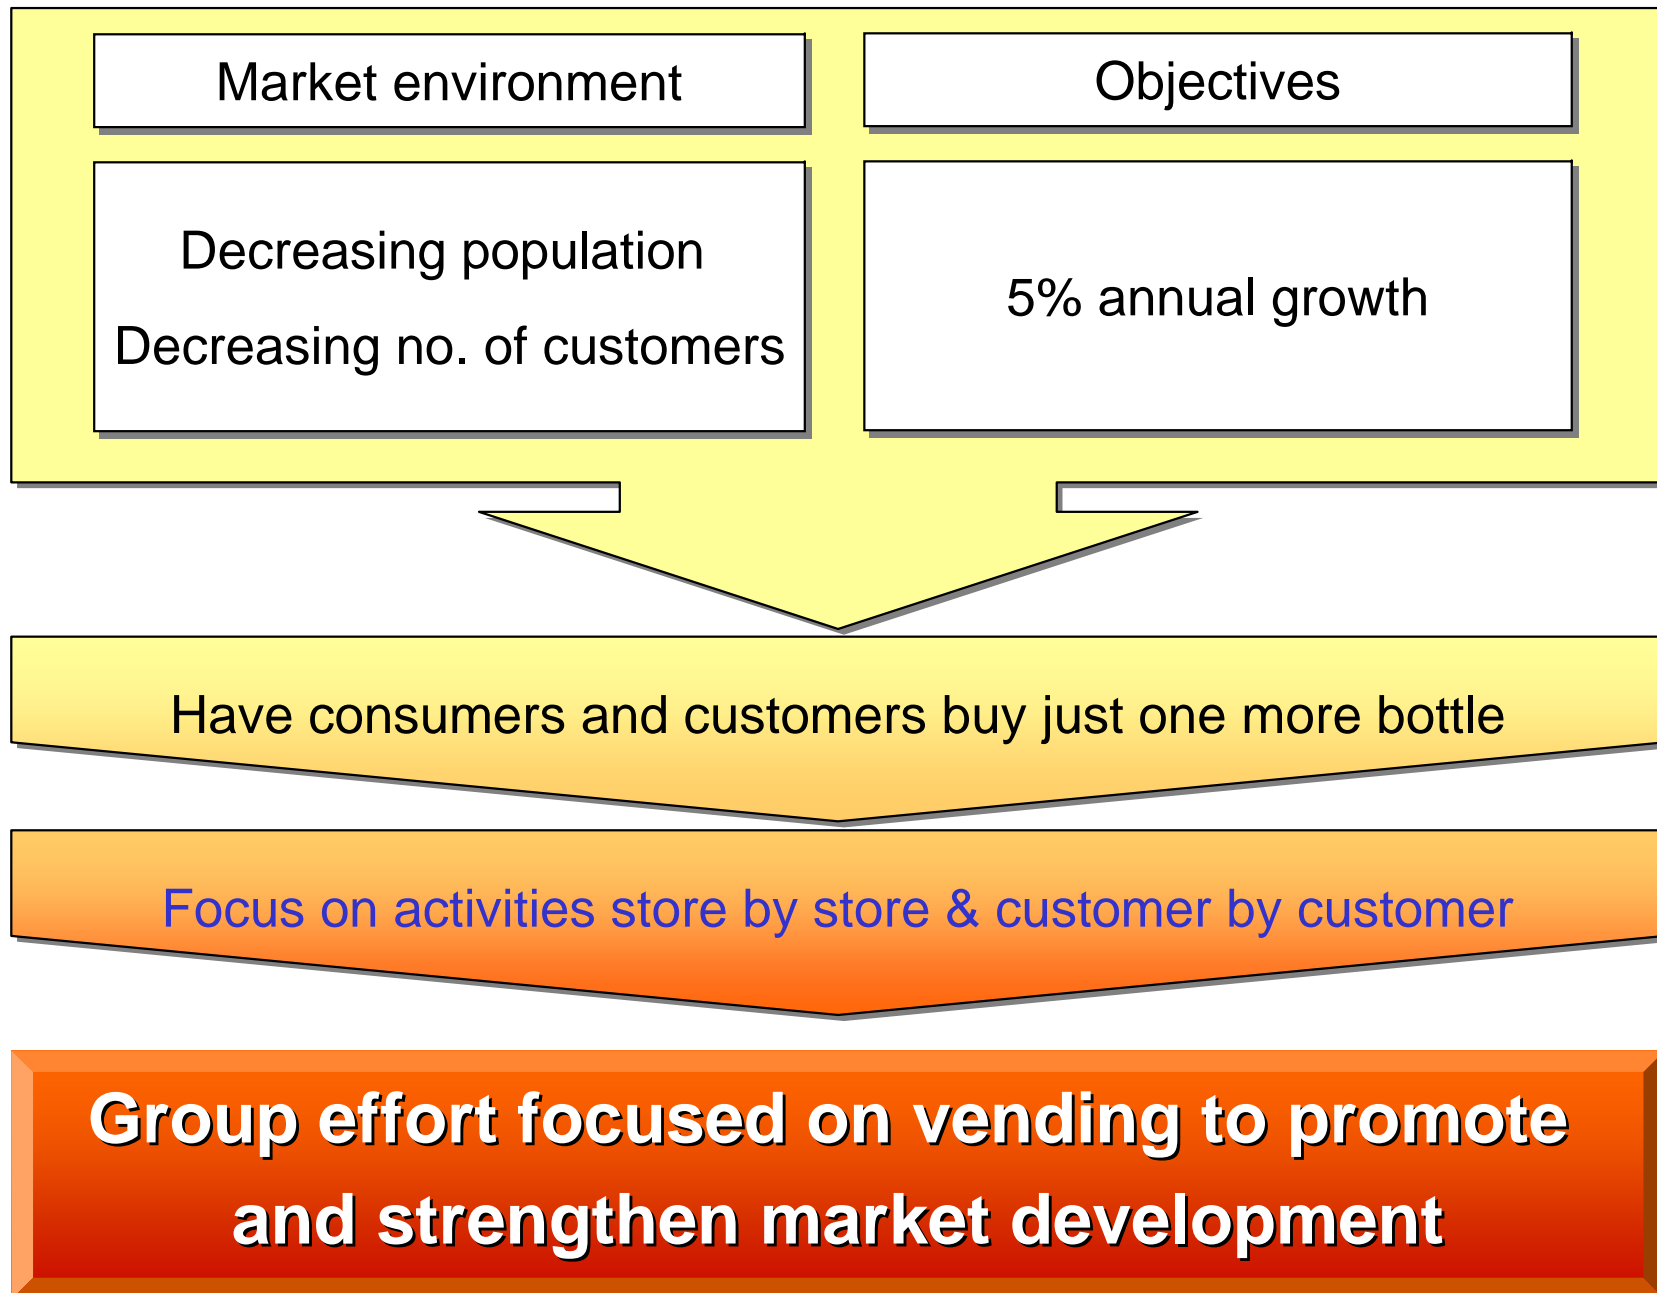 Market environment
Objectives
Decreasing population
Decreasing no. of customers
5% annual growth
Have consumers and customers buy just one more bottle
Focus on activities store by store & customer by customer
Group effort focused on vending to promote
and strengthen market development